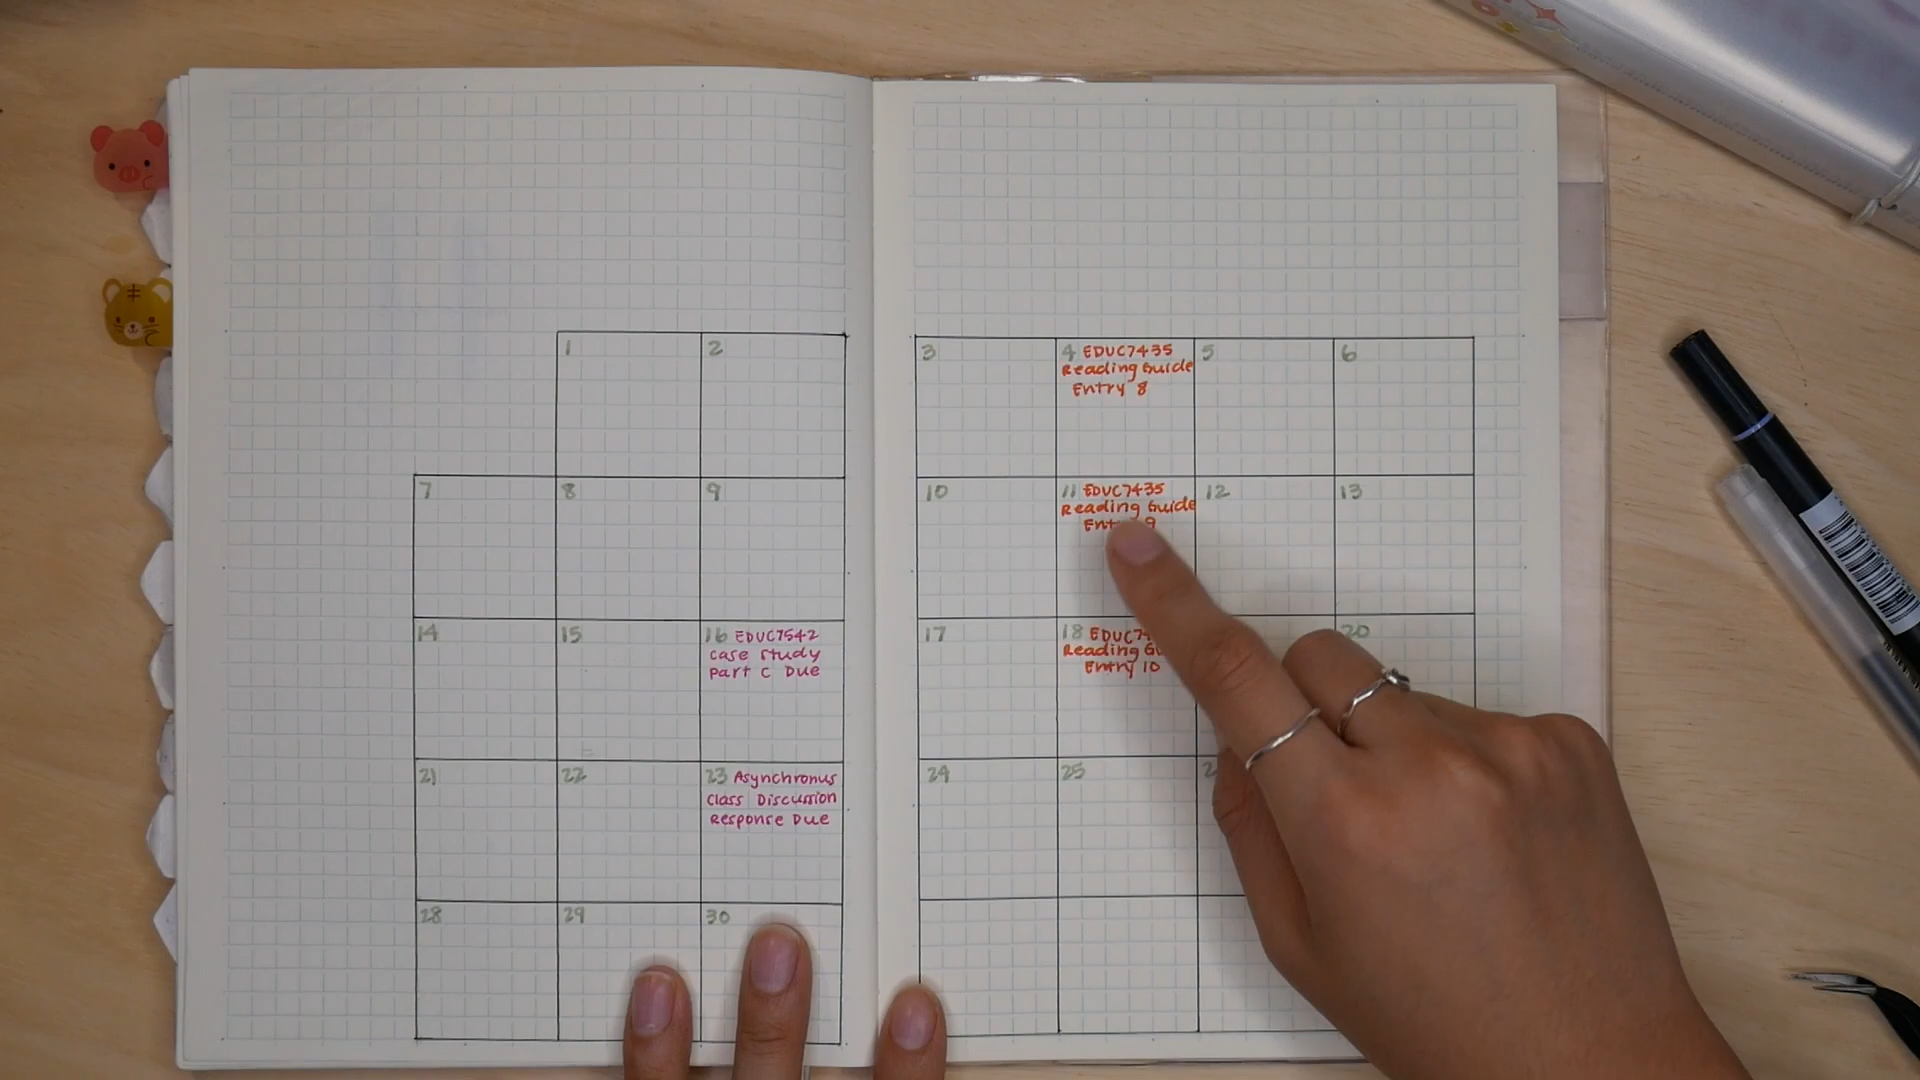 1
2
3
4 EDUC7435
Reading Guide
Entry 8
5
6
7
8
9
10
11 EDUC7435
Reading Guide
9
12
13
14
15
16 EDUC7542
Case Study
Part C Due
17
18
Reading
Entry 10
20
21
22
23 Asynchronus
Class Discussion
Response Due
24
25
28
29
30